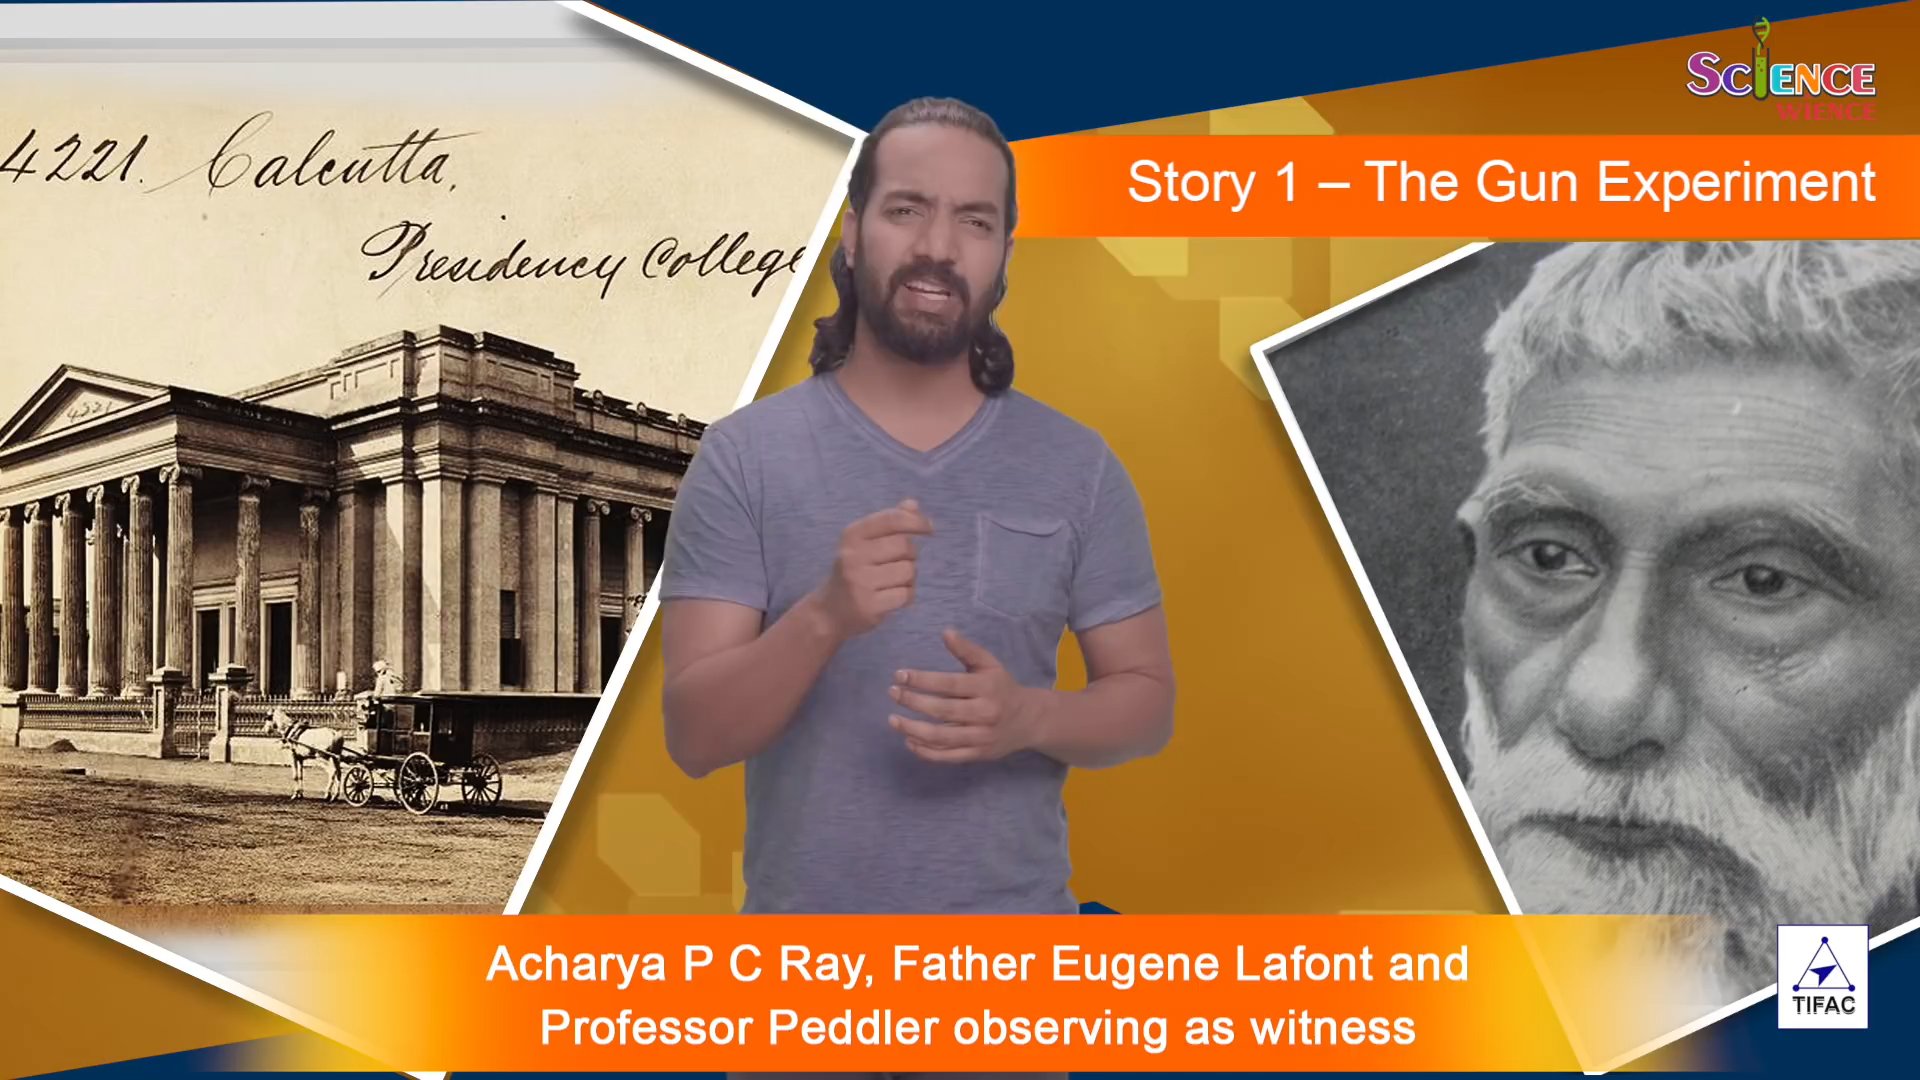 SCIENCE
WIENCE
Story 1 – The Gun Experiment
4221. Calcutta,
Presidency College
4221
Acharya P C Ray, Father Eugene Lafont and
Professor Peddler observing as witness
TIFAC